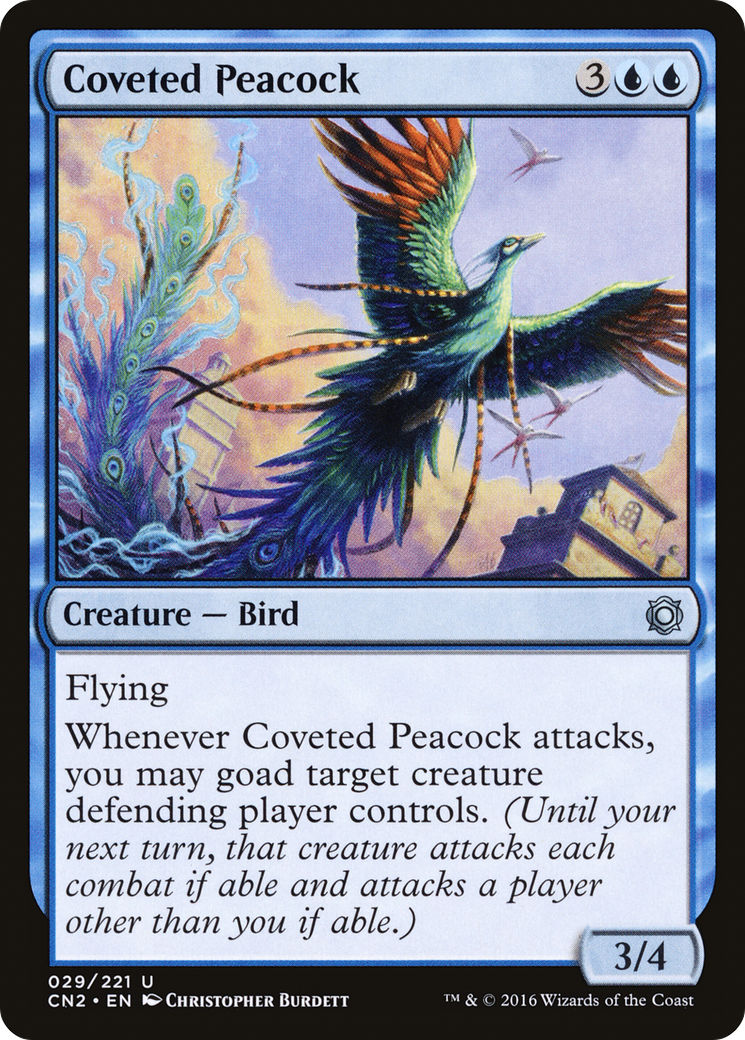 Coveted Peacock 3
Creature — Bird
Flying
Whenever Coveted Peacock attacks,
you may goad target creature
defending player controls. (Until your
next turn, that creature attacks each
combat if able and attacks a player
other than you if able.)
3/4
029/221 U
CN2 • EN Christopher Burdett ™ & © 2016 Wizards of the Coast